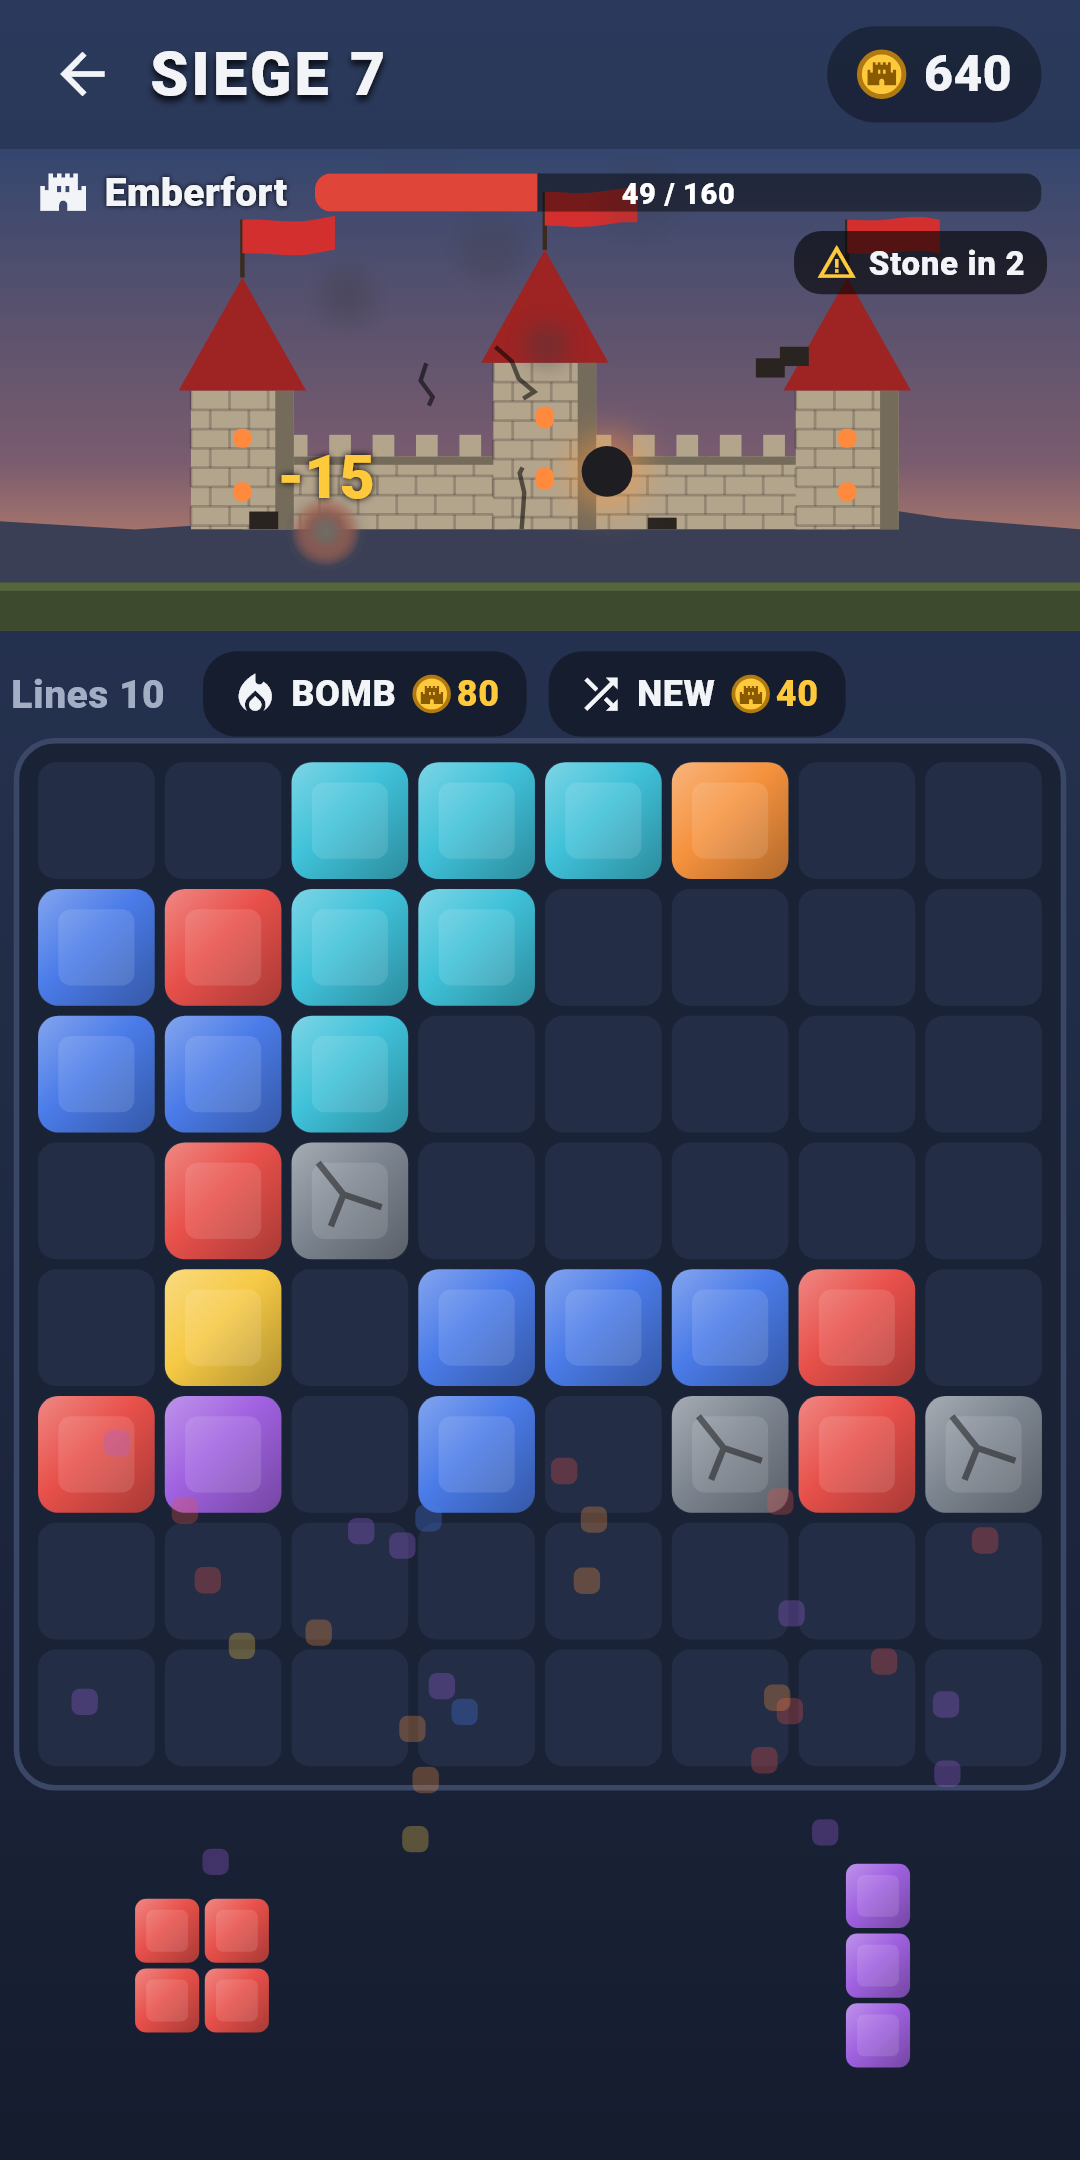 SIEGE 7
640
Emberfort
49 / 160
Stone in 2
-15
Lines 10
BOMB 80
NEW 40